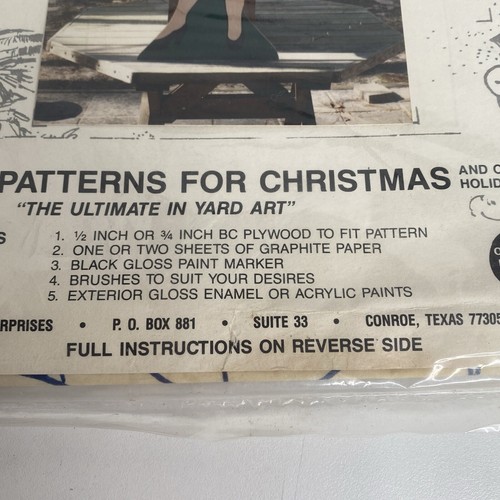 PATTERNS FOR CHRISTMAS
AND
"THE ULTIMATE IN YARD ART"
1. ½ INCH OR ¾ INCH BC PLYWOOD TO FIT PATTERN
2. ONE OR TWO SHEETS OF GRAPHITE PAPER
3. BLACK GLOSS PAINT MARKER
4. BRUSHES TO SUIT YOUR DESIRES
5. EXTERIOR GLOSS ENAMEL OR ACRYLIC PAINTS
RPRISES • P. O. BOX 881 • SUITE 33 • CONROE, TEXAS 77305
FULL INSTRUCTIONS ON REVERSE SIDE